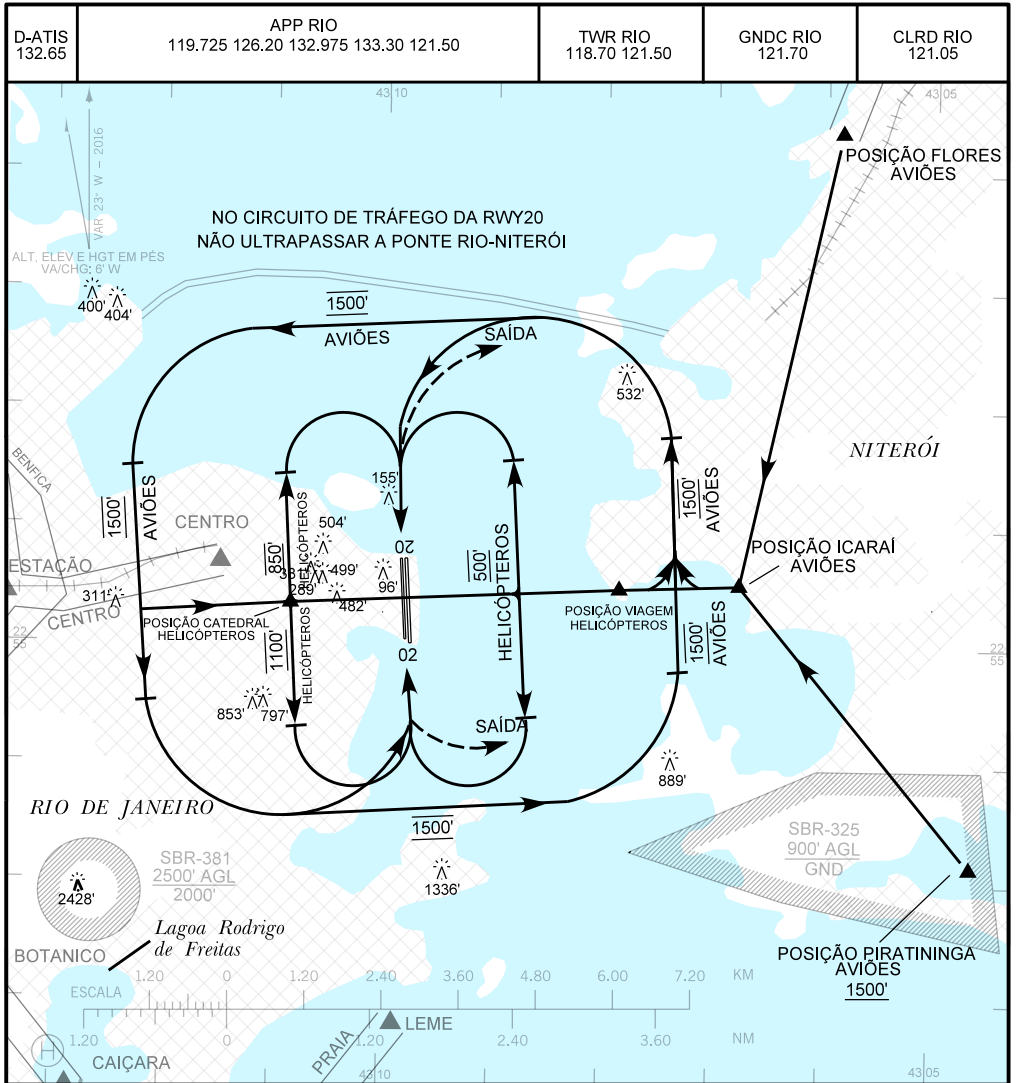 D-ATIS
132.65
APP RIO
119.725 126.20 132.975 133.30 121.50
TWR RIO
118.70 121.50
GNDC RIO
121.70
CLRD RIO
121.05
43 10
43 05
VAR 23° W - 2016
POSIÇÃO FLORES
AVIÕES
NO CIRCUITO DE TRÁFEGO DA RWY20
NÃO ULTRAPASSAR A PONTE RIO-NITERÓI
ALT, ELEV E HGT EM PÉS
VA/CHG: 6' W
400'
404'
1500'
AVIÕES
SAÍDA
532'
NITERÓI
BENFICA
155'
1500'
AVIÕES
1500'
AVIÕES
CENTRO
504'
HELICÓPTEROS
850'
20
500'
HELICÓPTEROS
POSIÇÃO ICARAÍ
AVIÕES
ESTAÇÃO
499'
289'
96'
311'
482'
CENTRO
POSIÇÃO CATEDRAL
HELICÓPTEROS
POSIÇÃO VIAGEM
HELICÓPTEROS
22
55
22
55
1100'
HELICÓPTEROS
02
1500'
AVIÕES
853'
797'
SAÍDA
889'
RIO DE JANEIRO
1500'
SBR-325
900' AGL
GND
SBR-381
2500' AGL
2000'
2428'
1336'
Lagoa Rodrigo
de Freitas
BOTANICO
POSIÇÃO PIRATININGA
AVIÕES
1500'
1.20 0 1.20 2.40 3.60 4.80 6.00 7.20 KM
ESCALA
1.20 0 1.20 2.40 3.60 NM
LEME
PRAIA
H
CAIÇARA
43 10
43 05